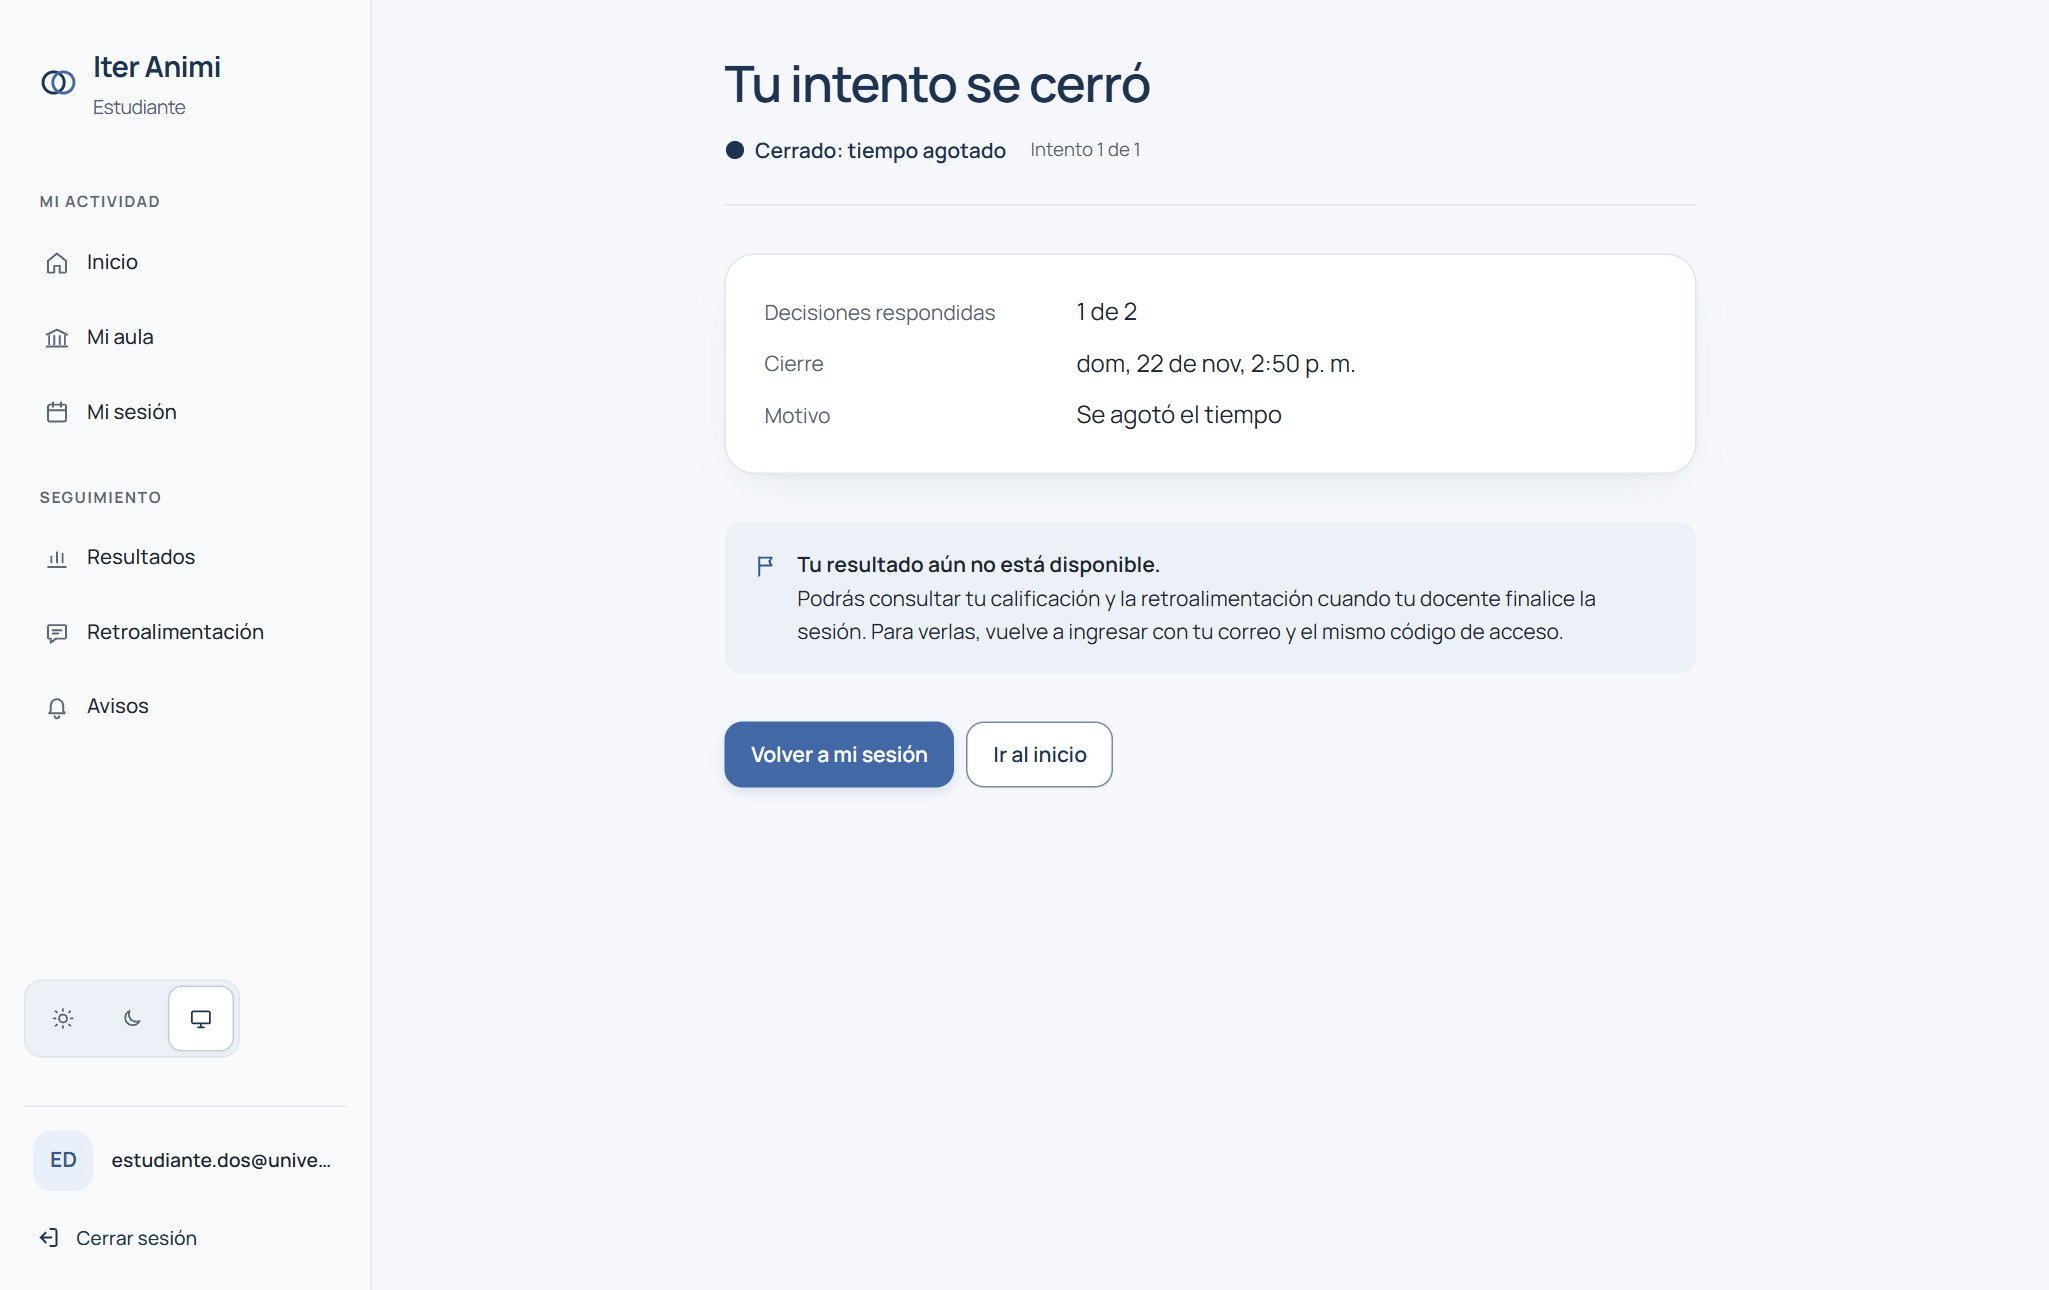 Iter Animi
Estudiante
MI ACTIVIDAD
Inicio
Mi aula
Mi sesión
SEGUIMIENTO
Resultados
Retroalimentación
Avisos
ED
estudiante.dos@unive...
Cerrar sesión
Tu intento se cerró
Cerrado: tiempo agotado Intento 1 de 1
Decisiones respondidas 1 de 2
Cierre dom, 22 de nov, 2:50 p. m.
Motivo Se agotó el tiempo
Tu resultado aún no está disponible.
Podrás consultar tu calificación y la retroalimentación cuando tu docente finalice la
sesión. Para verlas, vuelve a ingresar con tu correo y el mismo código de acceso.
Volver a mi sesión Ir al inicio